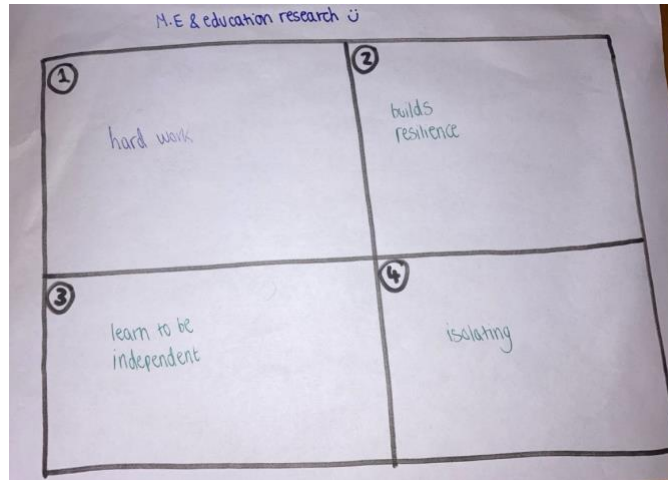 M.E & education research ü
①
hard work
②
builds
resilience
③
learn to be
independent
④
isolating